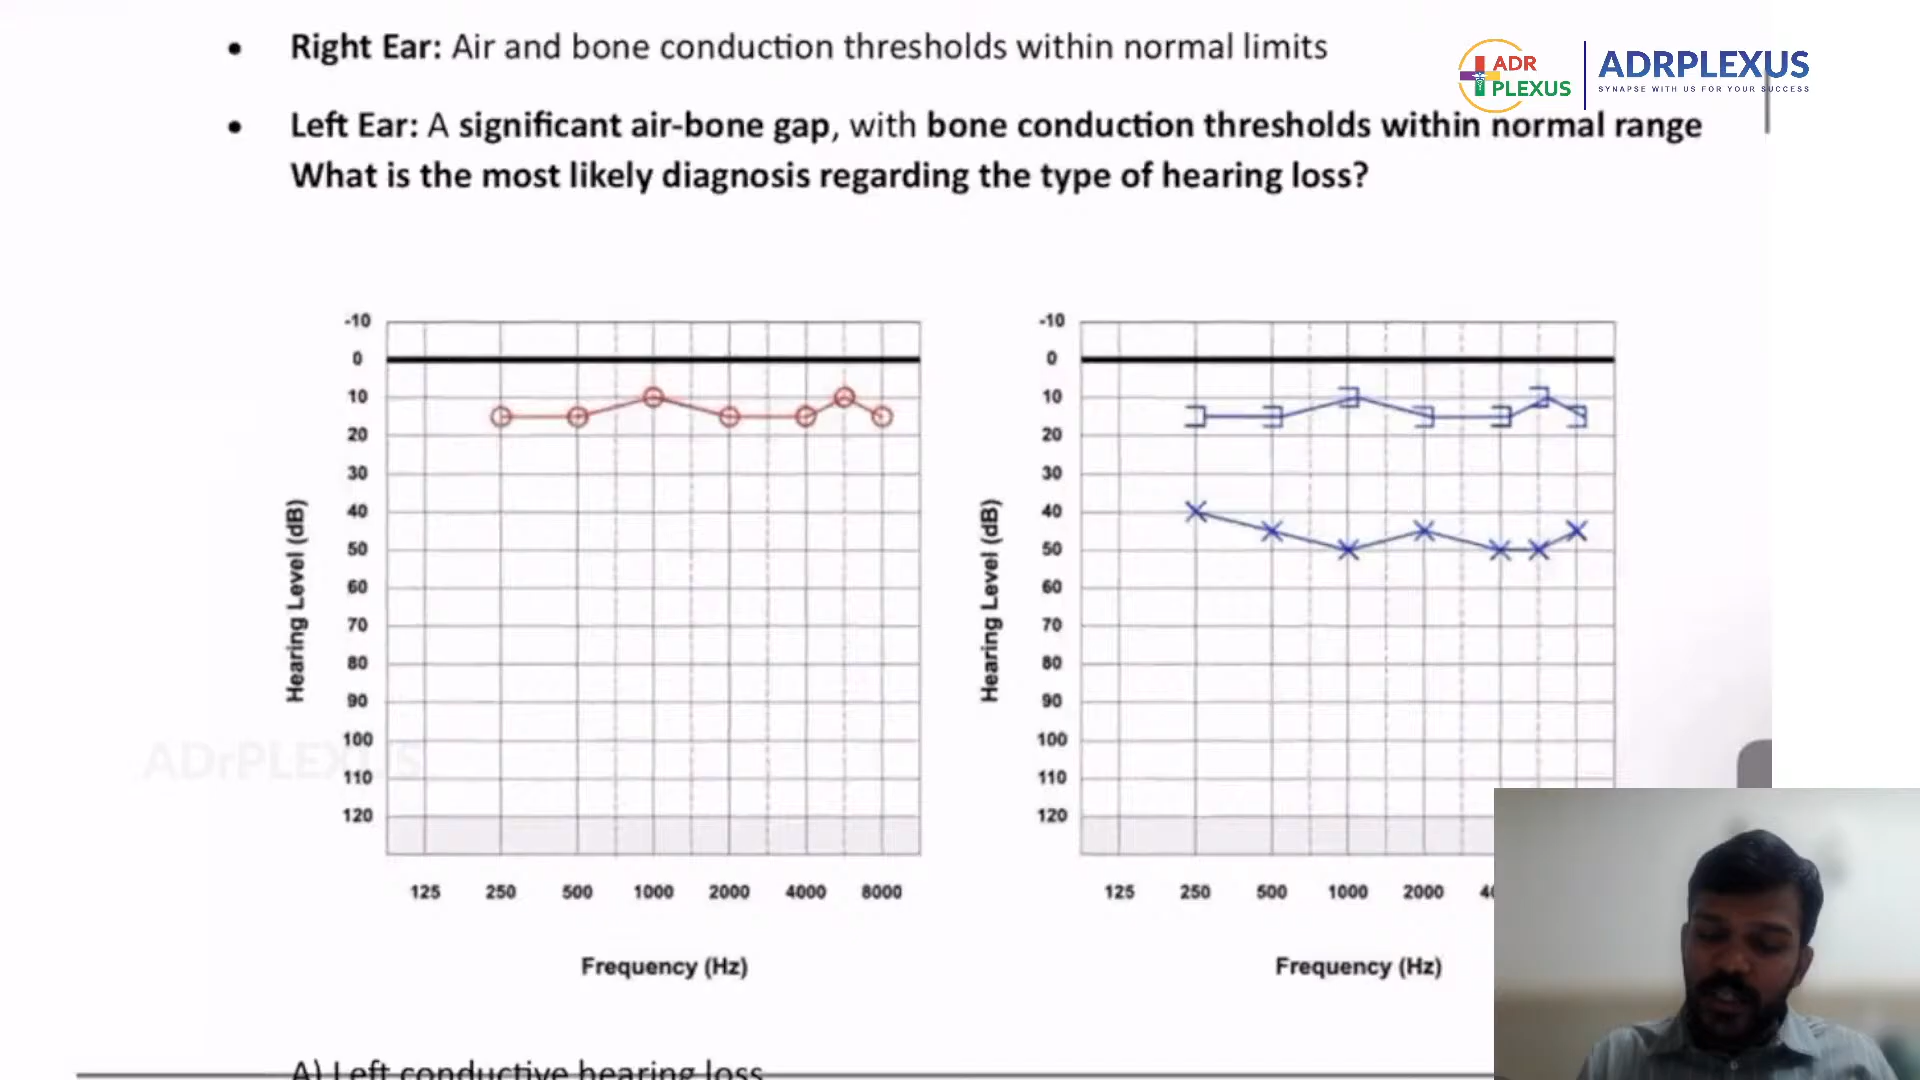 • Right Ear: Air and bone conduction thresholds within normal limits
ADR
PLEXUS
ADRPLEXUS
SYNAPSE WITH US FOR YOUR SUCCESS
• Left Ear: A significant air-bone gap, with bone conduction thresholds within normal range
What is the most likely diagnosis regarding the type of hearing loss?
-10
0
10
20
30
40
50
60
70
80
90
100
110
120
Hearing Level (dB)
125 250 500 1000 2000 4000 8000
Frequency (Hz)
-10
0
10
20
30
40
50
60
70
80
90
100
110
120
Hearing Level (dB)
125 250 500 1000 2000
Frequency (Hz)
ADrPLEXUS
A) Left conductive hearing loss